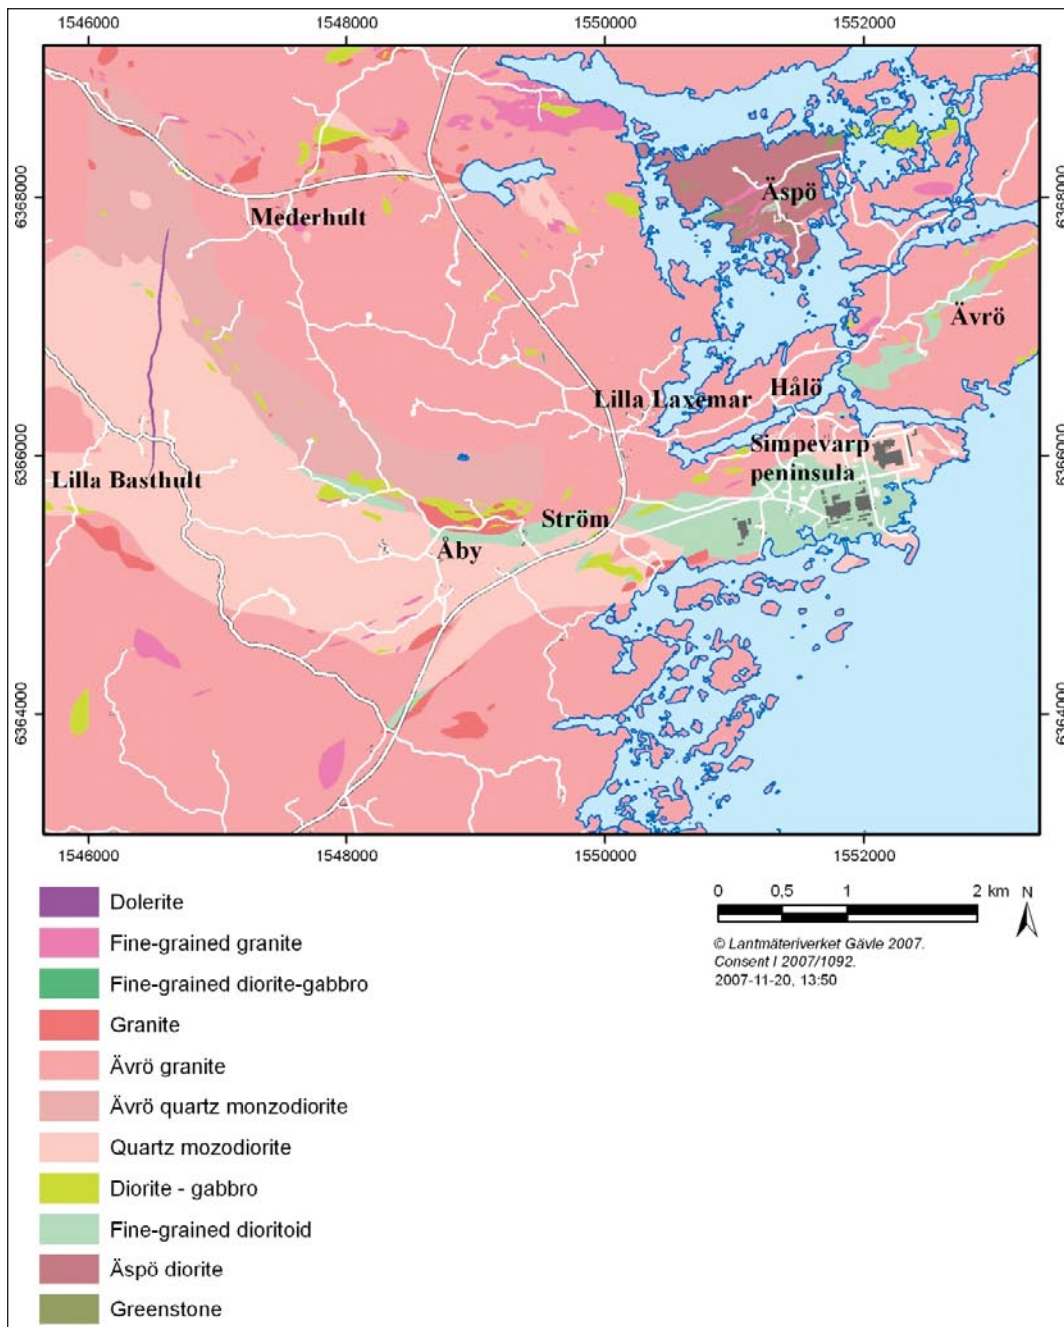 1546000 1548000 1550000 1552000
6368000 6368000
Äspö
Mederhult
Ävrö
Hålö
Lilla Laxemar
6366000 6366000
Simpevarp
peninsula
Lilla Basthult
Ström
Åby
6364000 6364000
1546000 1548000 1550000 1552000
Dolerite
Fine-grained granite
Fine-grained diorite-gabbro
Granite
Ävrö granite
Ävrö quartz monzodiorite
Quartz mozodiorite
Diorite - gabbro
Fine-grained dioritoid
Äspö diorite
Greenstone
0 0,5 1 2 km N
© Lantmäteriverket Gävle 2007.
Consent I 2007/1092.
2007-11-20, 13:50